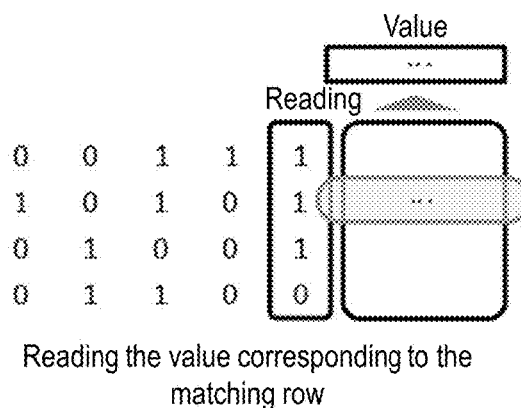 Value
...
Reading
0 0 1 1 1
1 0 1 0 1 ...
0 1 0 0 1
0 1 1 0 0
Reading the value corresponding to the
matching row